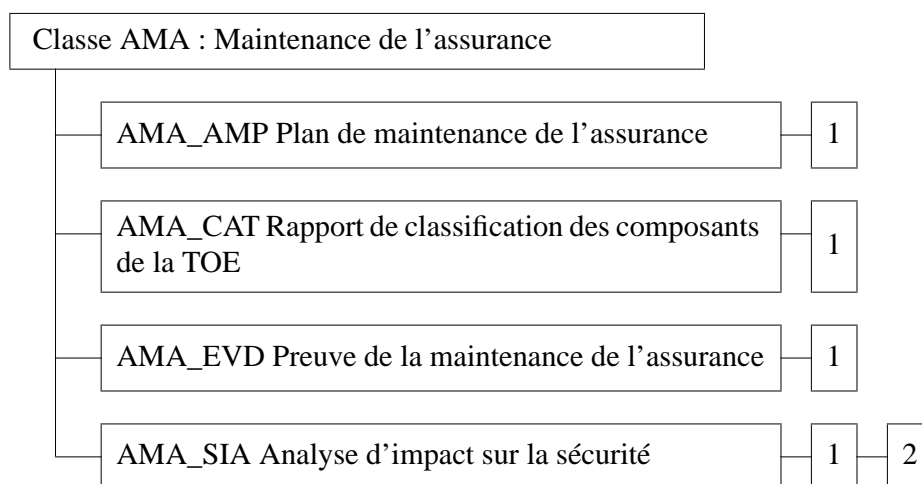 Classe AMA : Maintenance de l’assurance
AMA_AMP Plan de maintenance de l’assurance 1
AMA_CAT Rapport de classification des composants
de la TOE 1
AMA_EVD Preuve de la maintenance de l’assurance 1
AMA_SIA Analyse d’impact sur la sécurité 1 2